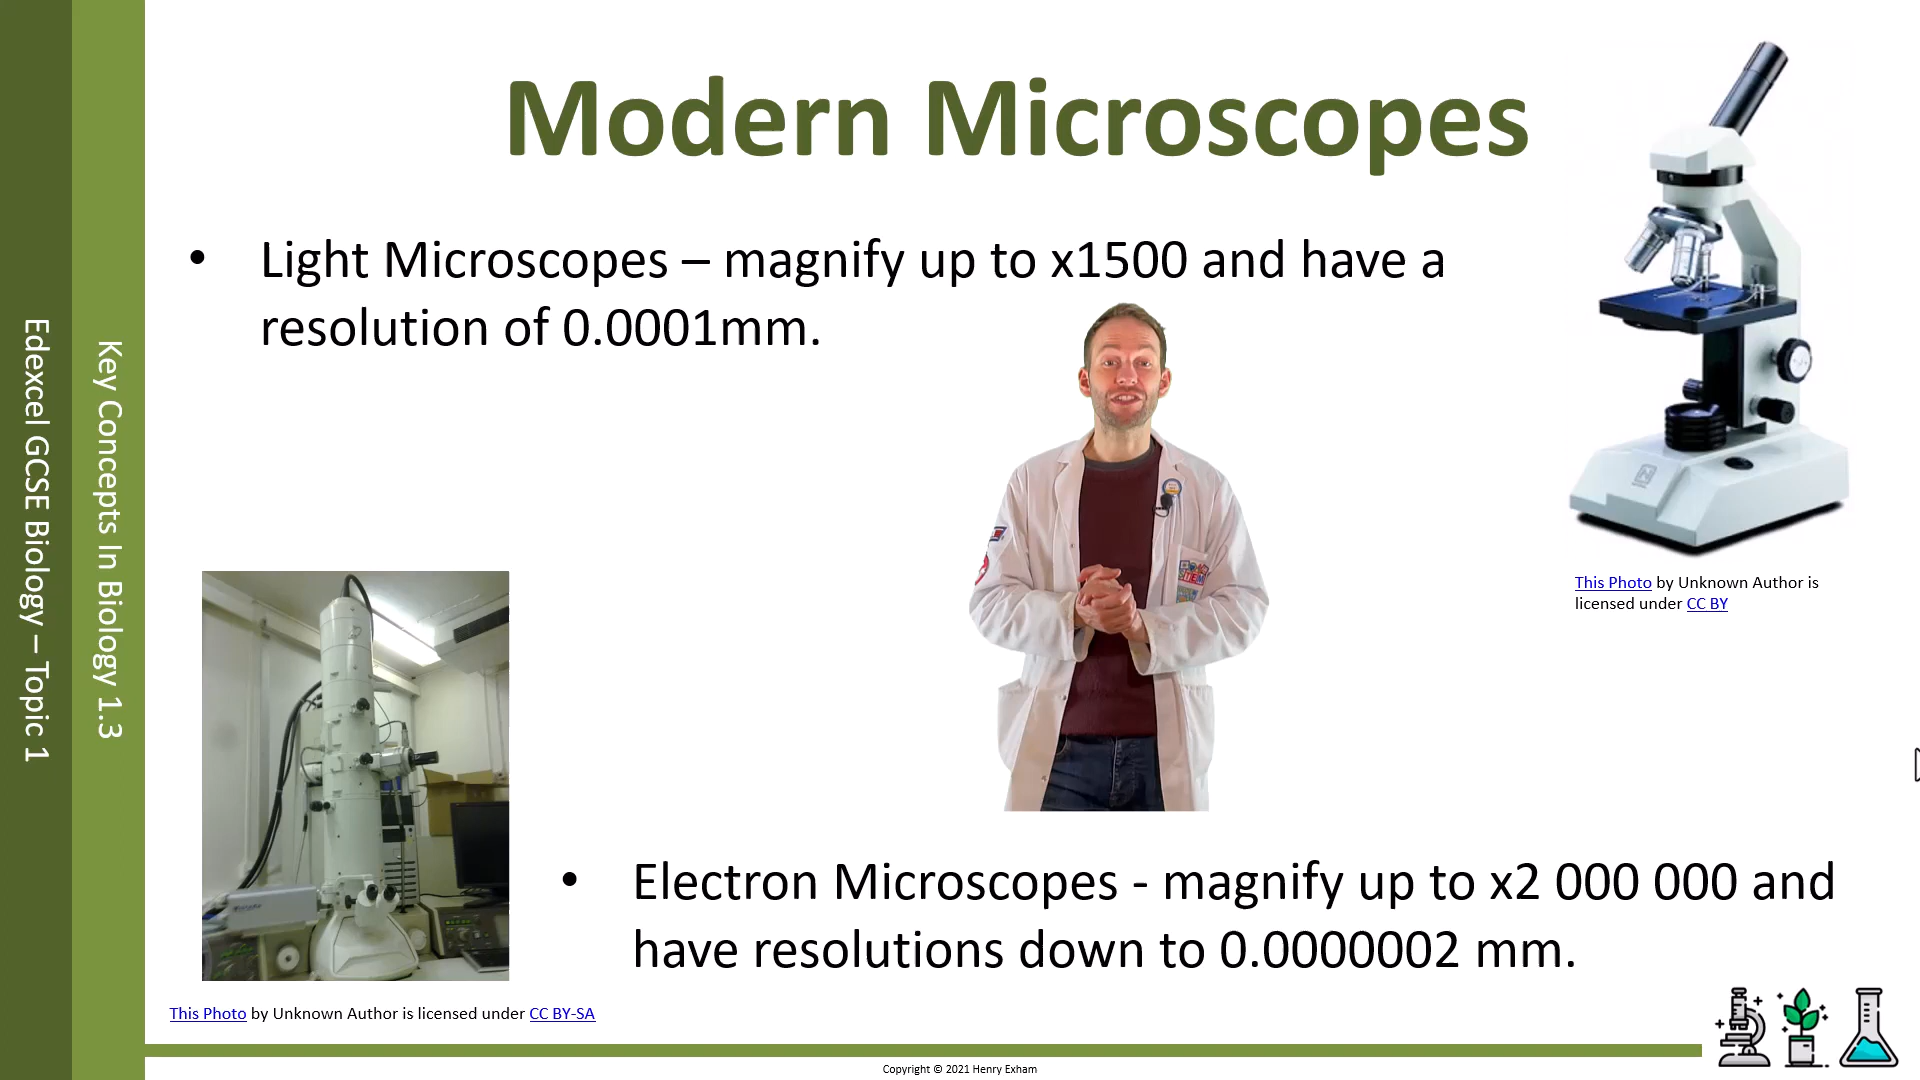 Modern Microscopes
• Light Microscopes – magnify up to x1500 and have a
resolution of 0.0001mm.
Key Concepts In Biology 1.3
Edexcel GCSE Biology – Topic 1
STEM
This Photo by Unknown Author is
licensed under CC BY
• Electron Microscopes - magnify up to x2 000 000 and
have resolutions down to 0.0000002 mm.
This Photo by Unknown Author is licensed under CC BY-SA
Copyright © 2021 Henry Exham